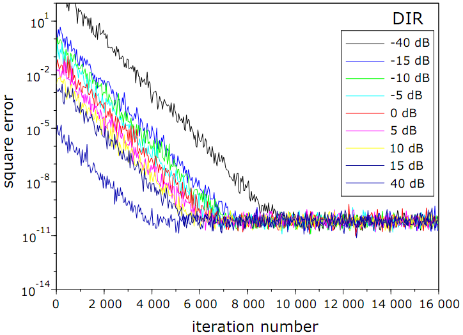 DIR
-40 dB
-15 dB
-10 dB
-5 dB
0 dB
5 dB
10 dB
15 dB
40 dB
10^1
10^-2
10^-5
10^-8
10^-11
10^-14
square error
0 2 000 4 000 6 000 8 000 10 000 12 000 14 000 16 000
iteration number